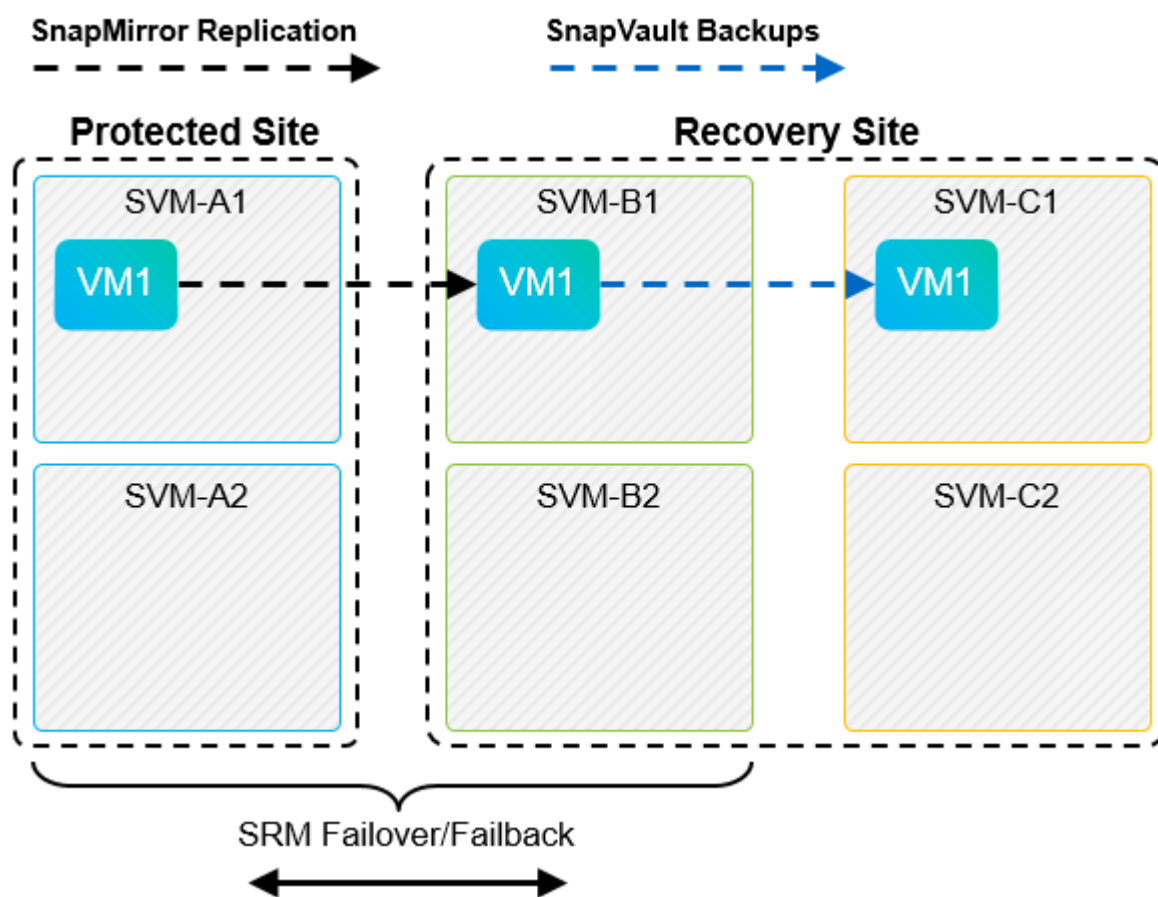 SnapMirror Replication
SnapVault Backups
Protected Site
Recovery Site
SVM-A1
SVM-B1
SVM-C1
VM1
VM1
VM1
SVM-A2
SVM-B2
SVM-C2
SRM Failover/Failback